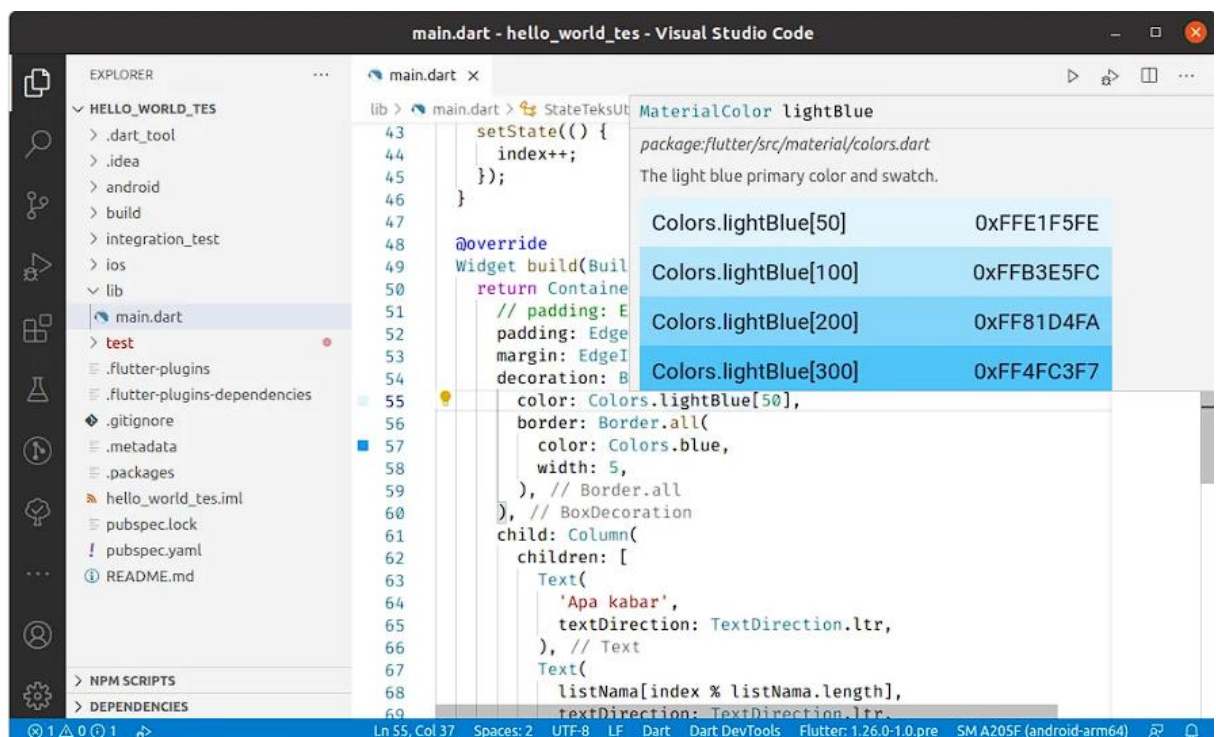 main.dart - hello_world_tes - Visual Studio Code
EXPLORER
HELLO_WORLD_TES
.dart_tool
.idea
android
build
integration_test
ios
lib
main.dart
test
.flutter-plugins
.flutter-plugins-dependencies
.gitignore
.metadata
.packages
hello_world_tes.iml
pubspec.lock
pubspec.yaml
README.md
NPM SCRIPTS
DEPENDENCIES
main.dart
lib > main.dart > StateTeksUt
43 setState(() {
44 index++;
45 });
46 }
47
48 @override
49 Widget build(Buil
50 return Containe
51 // padding: E
52 padding: Edge
53 margin: EdgeI
54 decoration: B
55 color: Colors.lightBlue[50],
56 border: Border.all(
57 color: Colors.blue,
58 width: 5,
59 ), // Border.all
60 ), // BoxDecoration
61 child: Column(
62 children: [
63 Text(
64 'Apa kabar',
65 textDirection: TextDirection.ltr,
66 ), // Text
67 Text(
68 listNama[index % listNama.length],
69 textDirection: TextDirection.ltr,
MaterialColor lightBlue
package:flutter/src/material/colors.dart
The light blue primary color and swatch.
Colors.lightBlue[50] 0xFFE1F5FE
Colors.lightBlue[100] 0xFFB3E5FC
Colors.lightBlue[200] 0xFF81D4FA
Colors.lightBlue[300] 0xFF4FC3F7
1 0 1 Ln 55, Col 37 Spaces: 2 UTF-8 LF Dart Dart DevTools Flutter: 1.26.0-1.0.pre SM A205F (android-arm64)